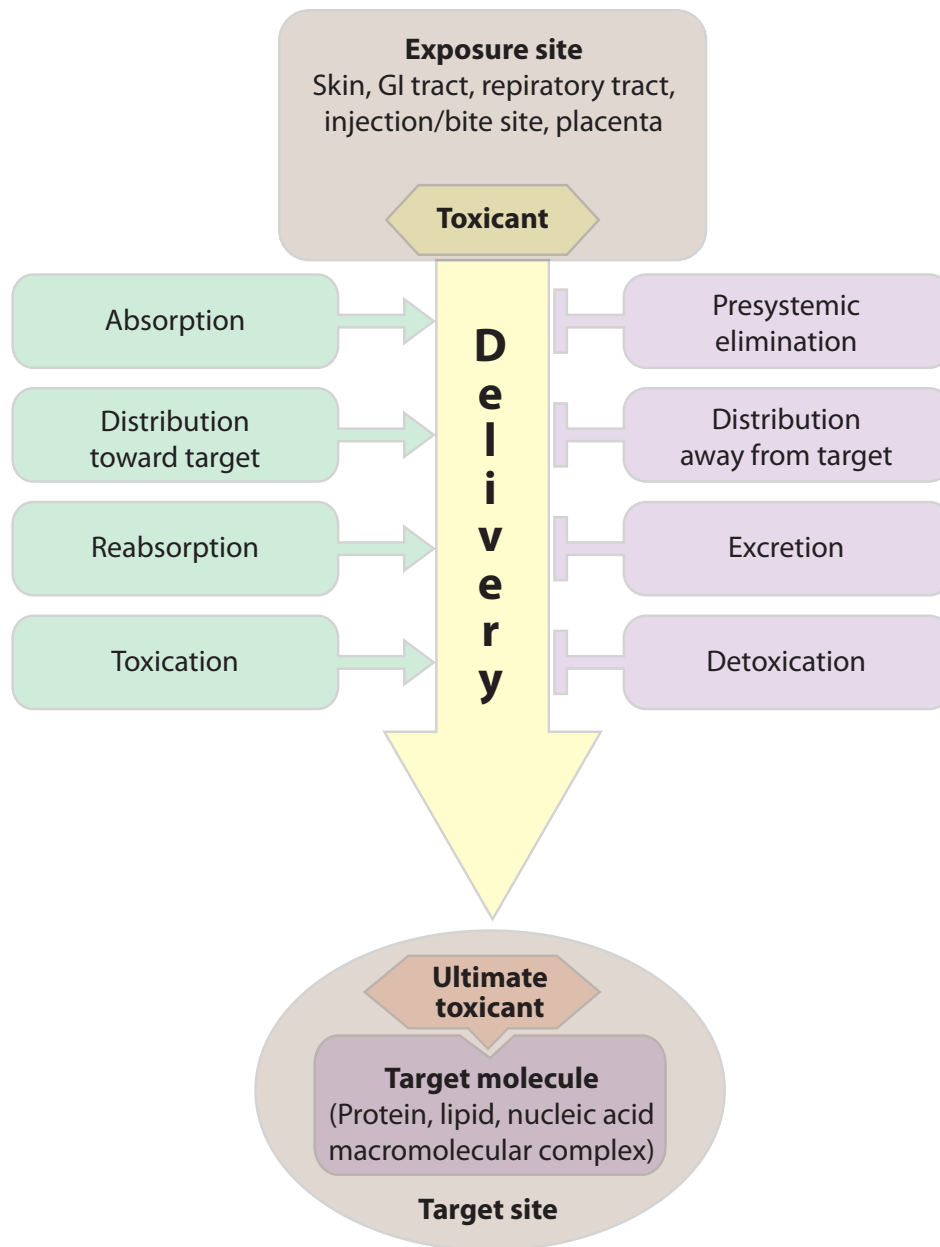 Exposure site
Skin, GI tract, repiratory tract,
injection/bite site, placenta
Toxicant
Absorption
Presystemic
elimination
Distribution
toward target
Distribution
away from target
Reabsorption
Excretion
Toxication
Detoxication
Delivery
Ultimate
toxicant
Target molecule
(Protein, lipid, nucleic acid
macromolecular complex)
Target site